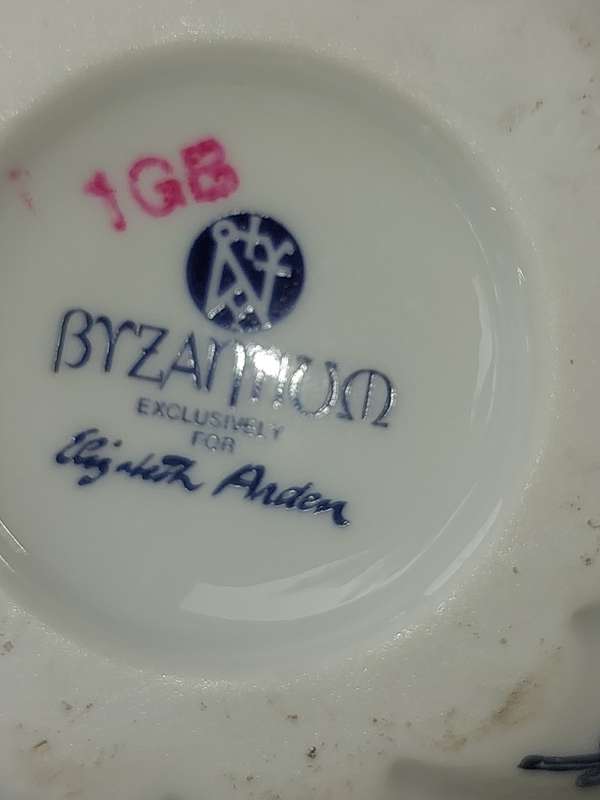 1GB
BYZANTIUM
EXCLUSIVELY
FOR
Elizabeth Arden